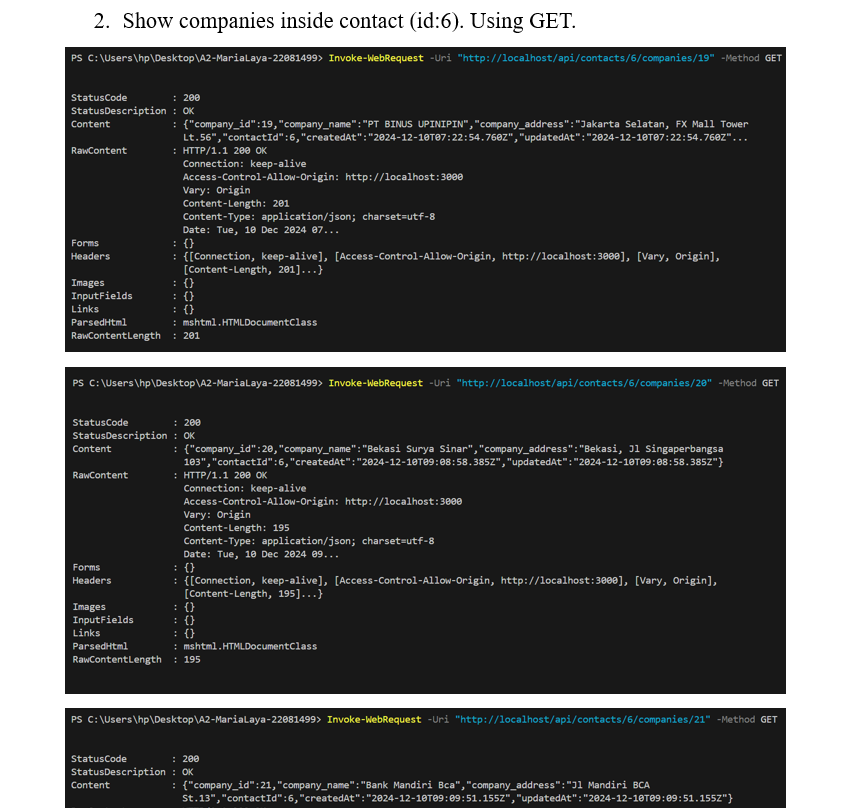 2. Show companies inside contact (id:6). Using GET.
PS C:\Users\hp\Desktop\A2-MariaLaya-22081499> Invoke-WebRequest -Uri "http://localhost/api/contacts/6/companies/19" -Method GET
StatusCode : 200
StatusDescription : OK
Content : {"company_id":19,"company_name":"PT BINUS UPINIPIN","company_address":"Jakarta Selatan, FX Mall Tower
Lt.56","contactId":6,"createdAt":"2024-12-10T07:22:54.760Z","updatedAt":"2024-12-10T07:22:54.760Z"...
RawContent : HTTP/1.1 200 OK
Connection: keep-alive
Access-Control-Allow-Origin: http://localhost:3000
Vary: Origin
Content-Length: 201
Content-Type: application/json; charset=utf-8
Date: Tue, 10 Dec 2024 07...
Forms : {}
Headers : {[Connection, keep-alive], [Access-Control-Allow-Origin, http://localhost:3000], [Vary, Origin],
[Content-Length, 201]...}
Images : {}
InputFields : {}
Links : {}
ParsedHtml : mshtml.HTMLDocumentClass
RawContentLength : 201
PS C:\Users\hp\Desktop\A2-MariaLaya-22081499> Invoke-WebRequest -Uri "http://localhost/api/contacts/6/companies/20" -Method GET
StatusCode : 200
StatusDescription : OK
Content : {"company_id":20,"company_name":"Bekasi Surya Sinar","company_address":"Bekasi, Jl Singaperbangsa
103","contactId":6,"createdAt":"2024-12-10T09:08:58.385Z","updatedAt":"2024-12-10T09:08:58.385Z"}
RawContent : HTTP/1.1 200 OK
Connection: keep-alive
Access-Control-Allow-Origin: http://localhost:3000
Vary: Origin
Content-Length: 195
Content-Type: application/json; charset=utf-8
Date: Tue, 10 Dec 2024 09...
Forms : {}
Headers : {[Connection, keep-alive], [Access-Control-Allow-Origin, http://localhost:3000], [Vary, Origin],
[Content-Length, 195]...}
Images : {}
InputFields : {}
Links : {}
ParsedHtml : mshtml.HTMLDocumentClass
RawContentLength : 195
PS C:\Users\hp\Desktop\A2-MariaLaya-22081499> Invoke-WebRequest -Uri "http://localhost/api/contacts/6/companies/21" -Method GET
StatusCode : 200
StatusDescription : OK
Content : {"company_id":21,"company_name":"Bank Mandiri Bca","company_address":"Jl Mandiri BCA
St.13","contactId":6,"createdAt":"2024-12-10T09:09:51.155Z","updatedAt":"2024-12-10T09:09:51.155Z"}